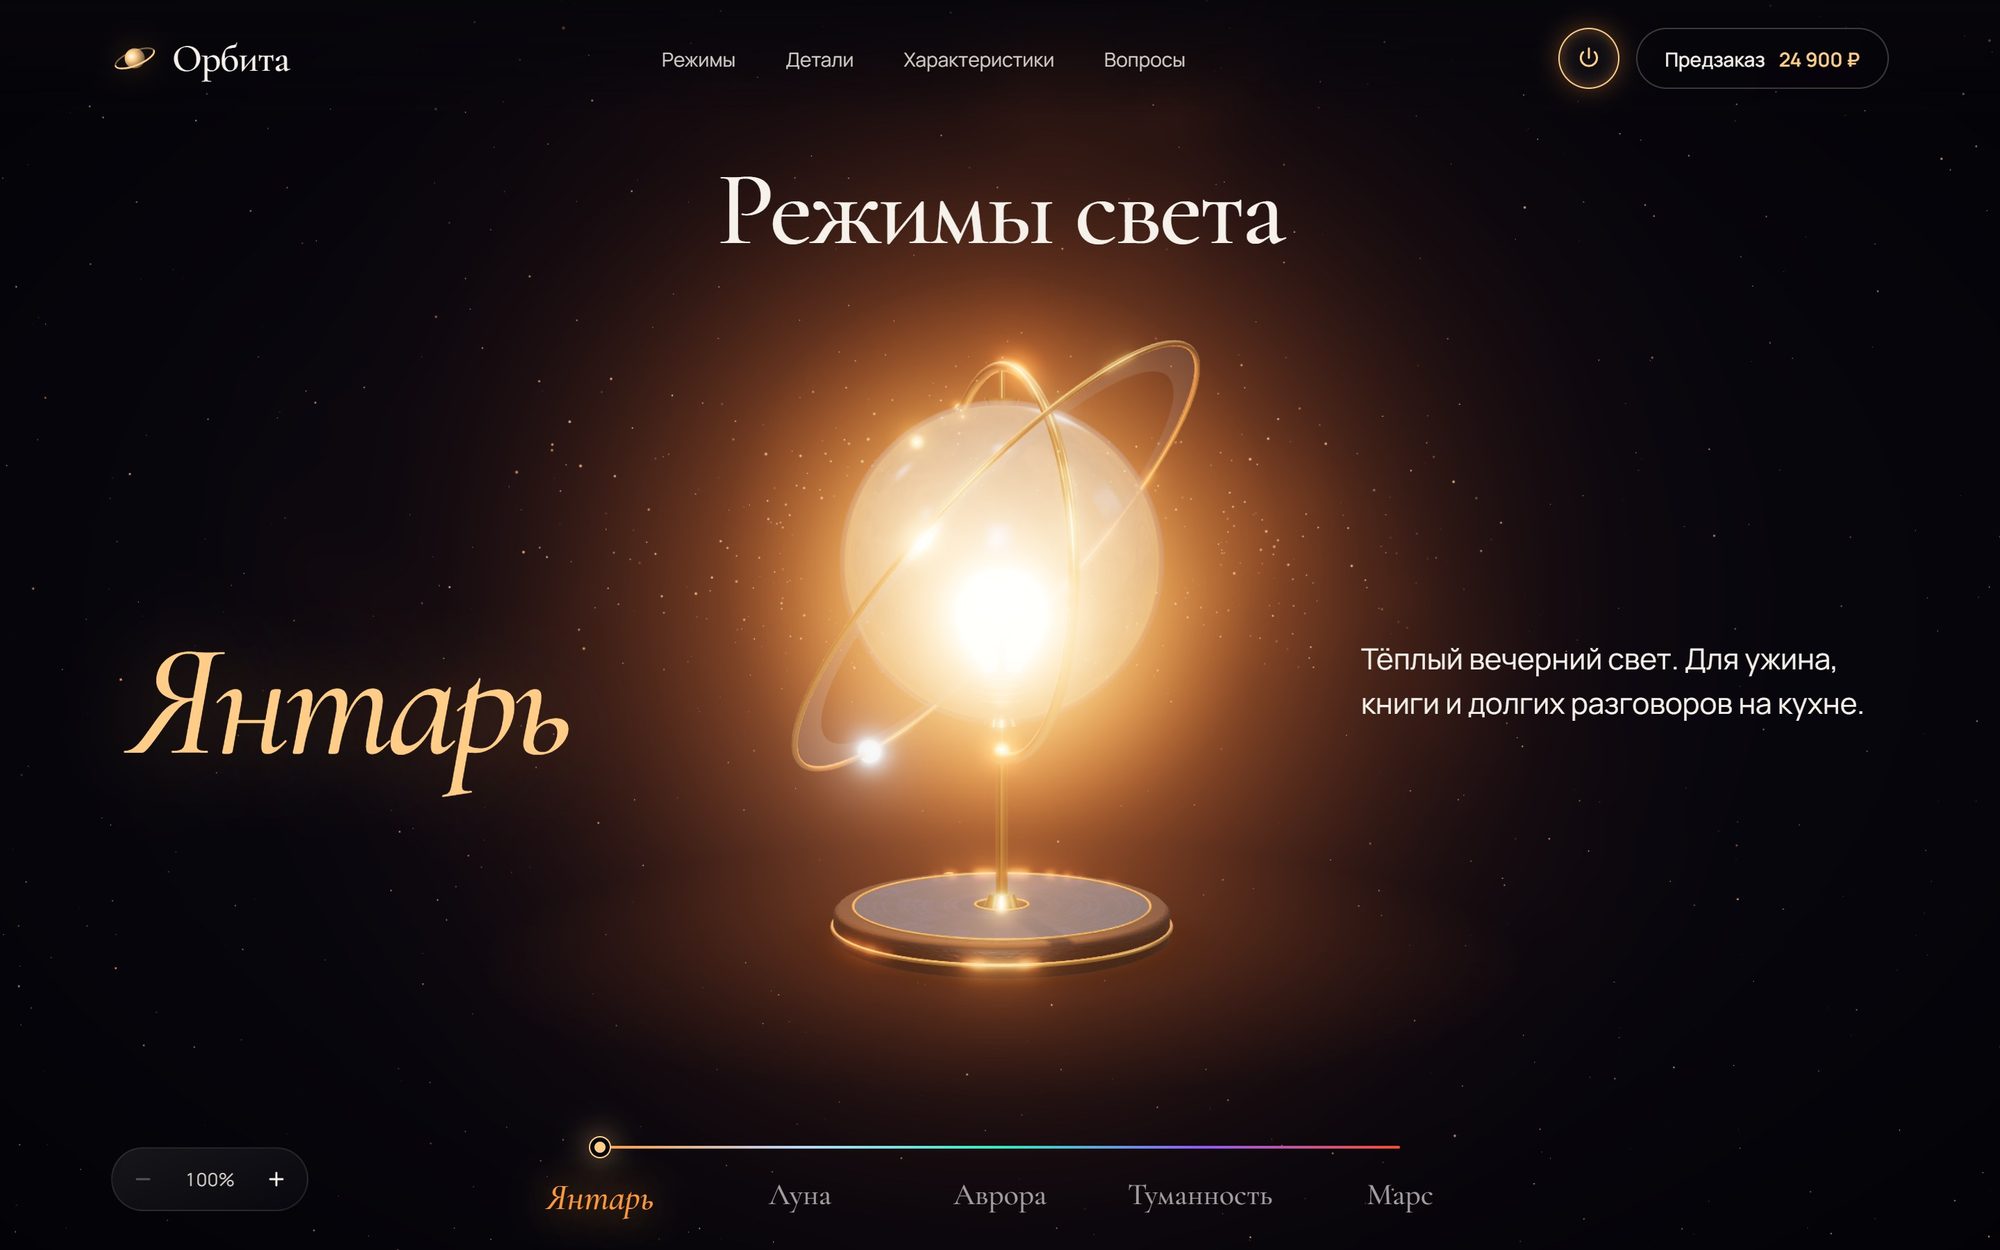 Орбита
Режимы
Детали
Характеристики
Вопросы
Предзаказ 24 900 ₽
Режимы света
Янтарь
Тёплый вечерний свет. Для ужина,
книги и долгих разговоров на кухне.
− 100% +
Янтарь
Луна
Аврора
Туманность
Марс